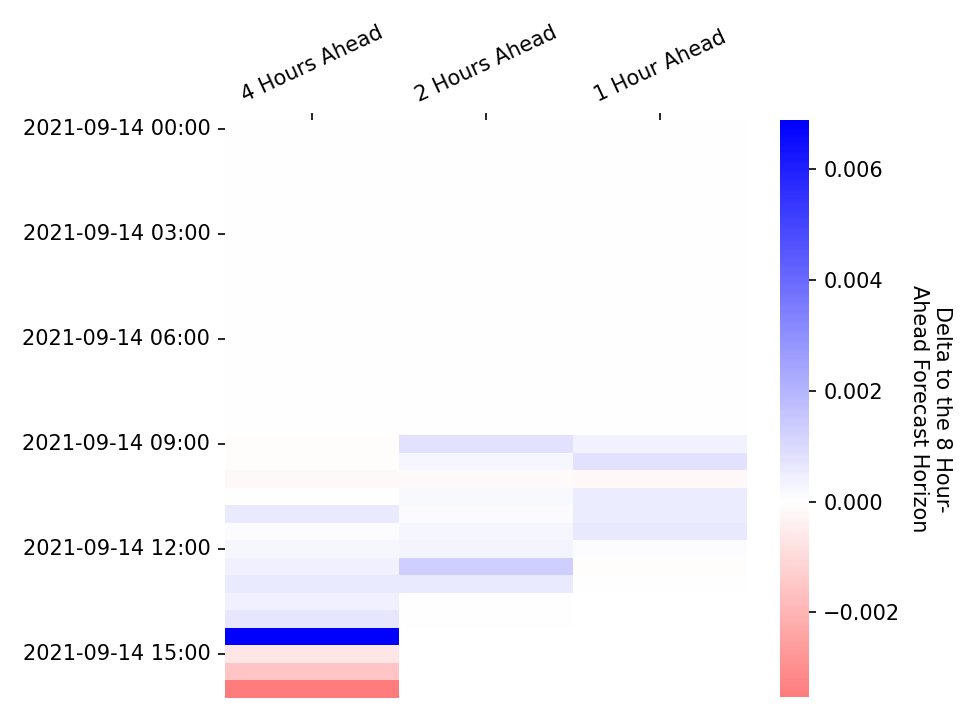 4 Hours Ahead
2 Hours Ahead
1 Hour Ahead
2021-09-14 00:00
2021-09-14 03:00
2021-09-14 06:00
2021-09-14 09:00
2021-09-14 12:00
2021-09-14 15:00
0.006
0.004
0.002
0.000
−0.002
Delta to the 8 Hour-
Ahead Forecast Horizon